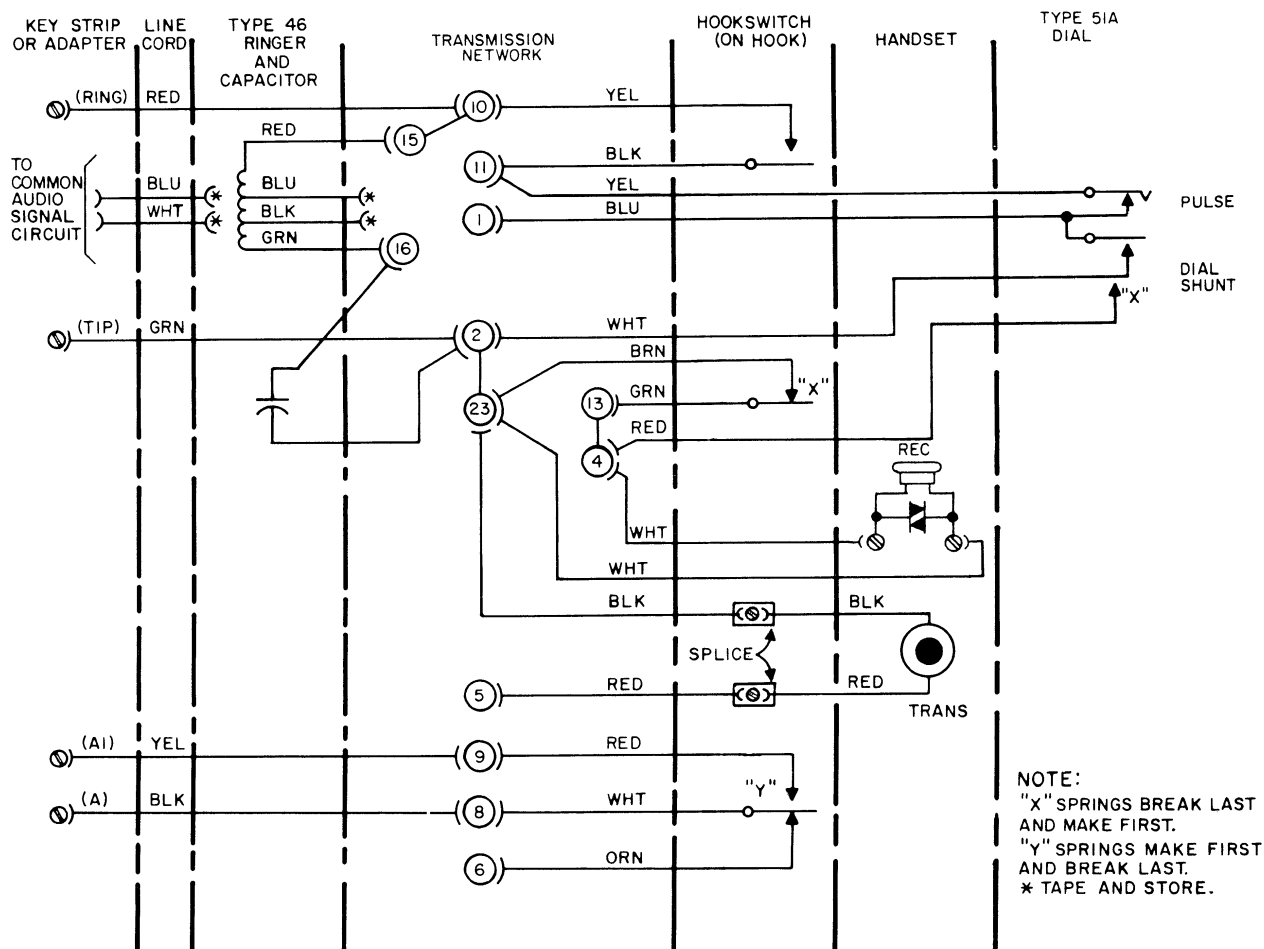 KEY STRIP
OR ADAPTER
LINE
CORD
TYPE 46
RINGER
AND
CAPACITOR
TRANSMISSION
NETWORK
HOOKSWITCH
(ON HOOK)
HANDSET
TYPE 51A
DIAL
(RING) RED
10
YEL
RED
15
11
BLK
TO
COMMON
AUDIO
SIGNAL
CIRCUIT
BLU
*
BLU
*
YEL
PULSE
WHT
*
BLK
*
1
BLU
GRN
16
DIAL
SHUNT
"X"
(TIP) GRN
2
WHT
BRN
"X"
23
13
GRN
RED
4
REC
WHT
WHT
BLK
BLK
SPLICE
5
RED
RED
TRANS
(A1) YEL
9
RED
"Y"
(A) BLK
8
WHT
6
ORN
NOTE:
"X" SPRINGS BREAK LAST
AND MAKE FIRST.
"Y" SPRINGS MAKE FIRST
AND BREAK LAST.
* TAPE AND STORE.